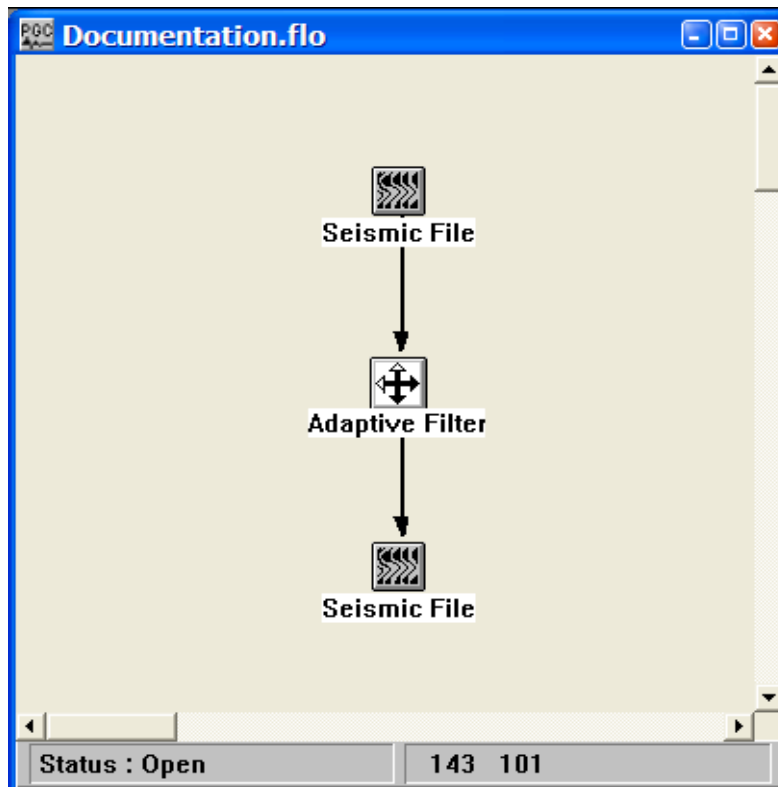 PGC Documentation.flo
Seismic File
Adaptive Filter
Seismic File
Status : Open 143 101